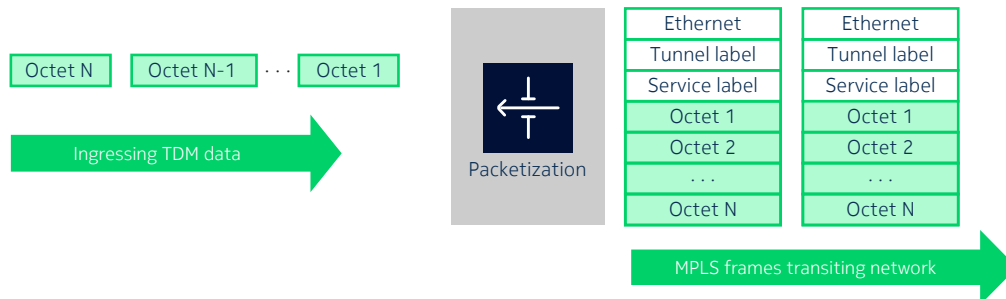 Octet N
Octet N-1
· · ·
Octet 1
Ingressing TDM data
Packetization
Ethernet
Tunnel label
Service label
Octet 1
Octet 2
· · ·
Octet N
Ethernet
Tunnel label
Service label
Octet 1
Octet 2
· · ·
Octet N
MPLS frames transiting network